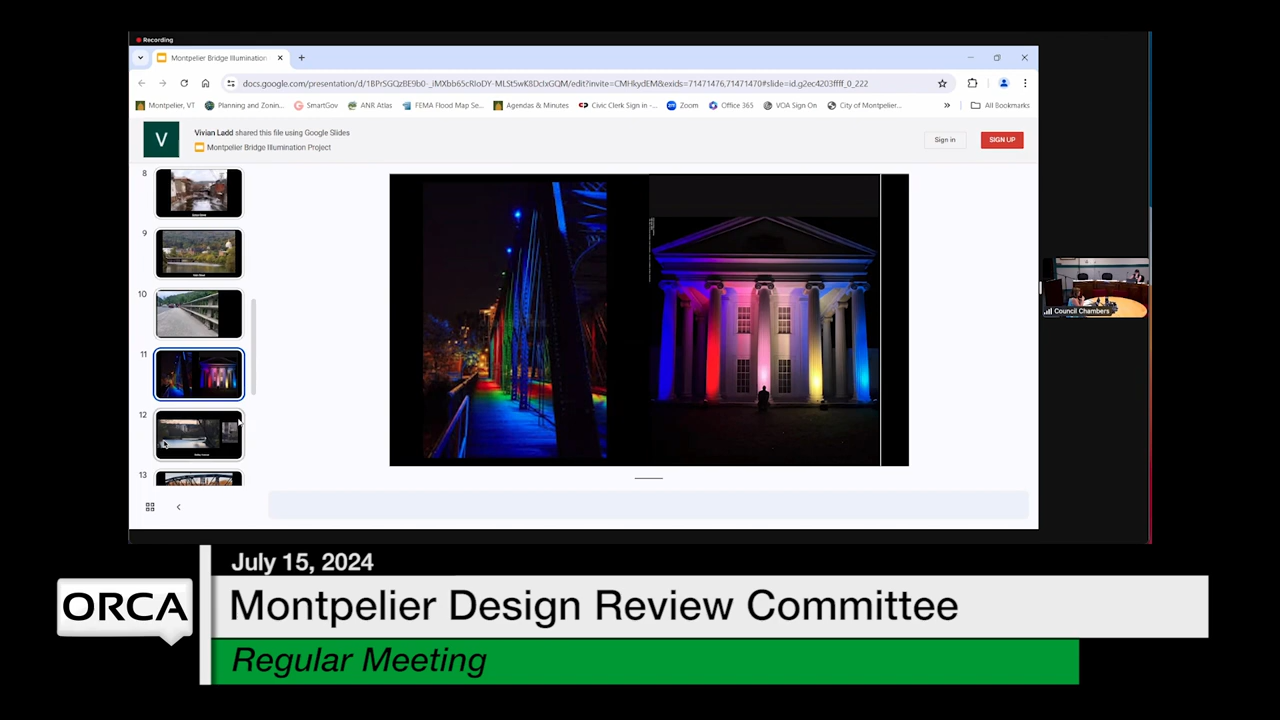 Recording
Montpelier Bridge Illumination
docs.google.com/presentation/d/1BPrSGQzBE9b0-_iMXbb65cRIoDY-MLSt5wK8DcIxGQM/edit?invite=CMHkydEM&exids=71471476,71471470#slide=id.g2ec4203ffff_0_222
Montpelier, VT
Planning and Zonin...
SmartGov
ANR Atlas
FEMA Flood Map Se...
Agendas & Minutes
Civic Clerk Sign in -...
Zoom
Office 365
VOA Sign On
City of Montpelier...
All Bookmarks
V
Vivian Ladd shared this file using Google Slides
Montpelier Bridge Illumination Project
Sign in
SIGN UP
8
9
10
11
12
13
Council Chambers
July 15, 2024
ORCA
Montpelier Design Review Committee
Regular Meeting